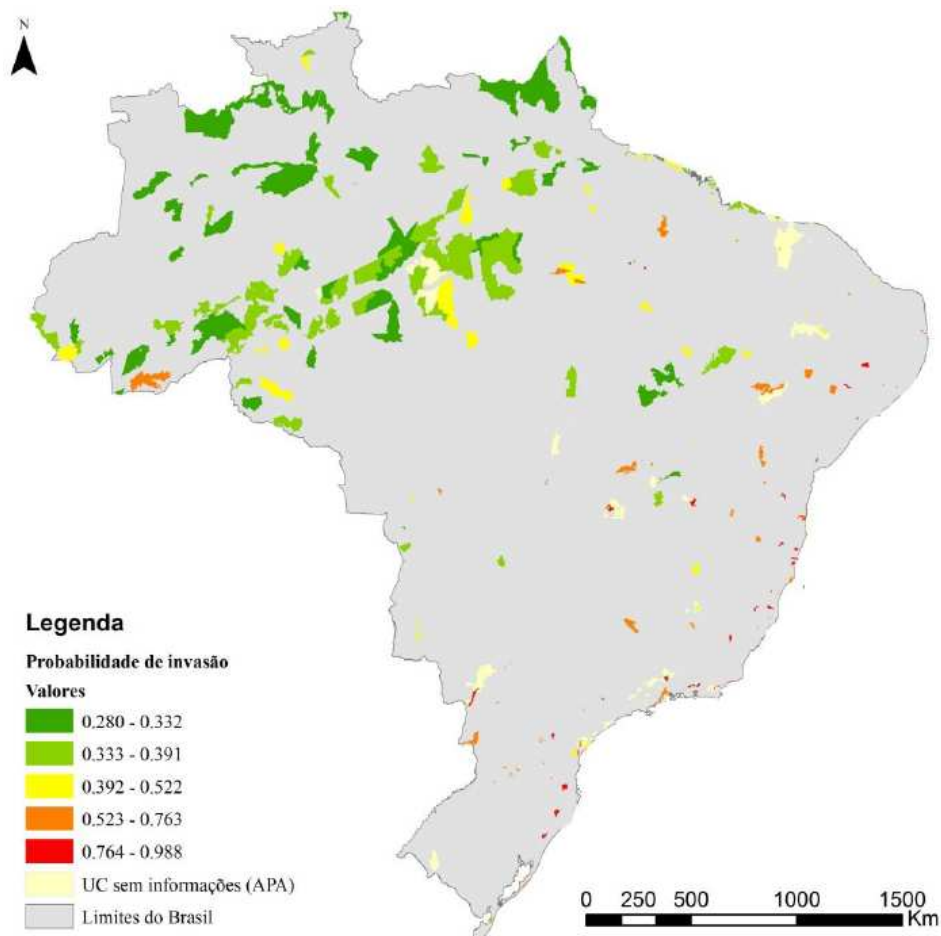 N
Legenda
Probabilidade de invasão
Valores
0.280 - 0.332
0.333 - 0.391
0.392 - 0.522
0.523 - 0.763
0.764 - 0.988
UC sem informações (APA)
Limites do Brasil
0 250 500 1000 1500
Km